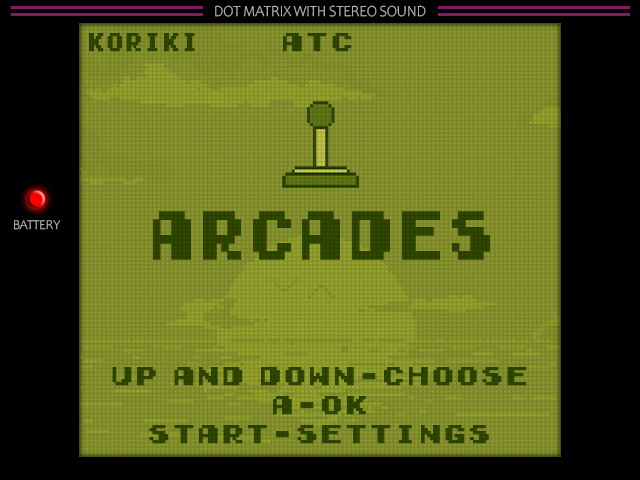 DOT MATRIX WITH STEREO SOUND
KORIKI ATC
BATTERY
ARCADES
UP AND DOWN-CHOOSE
A-OK
START-SETTINGS